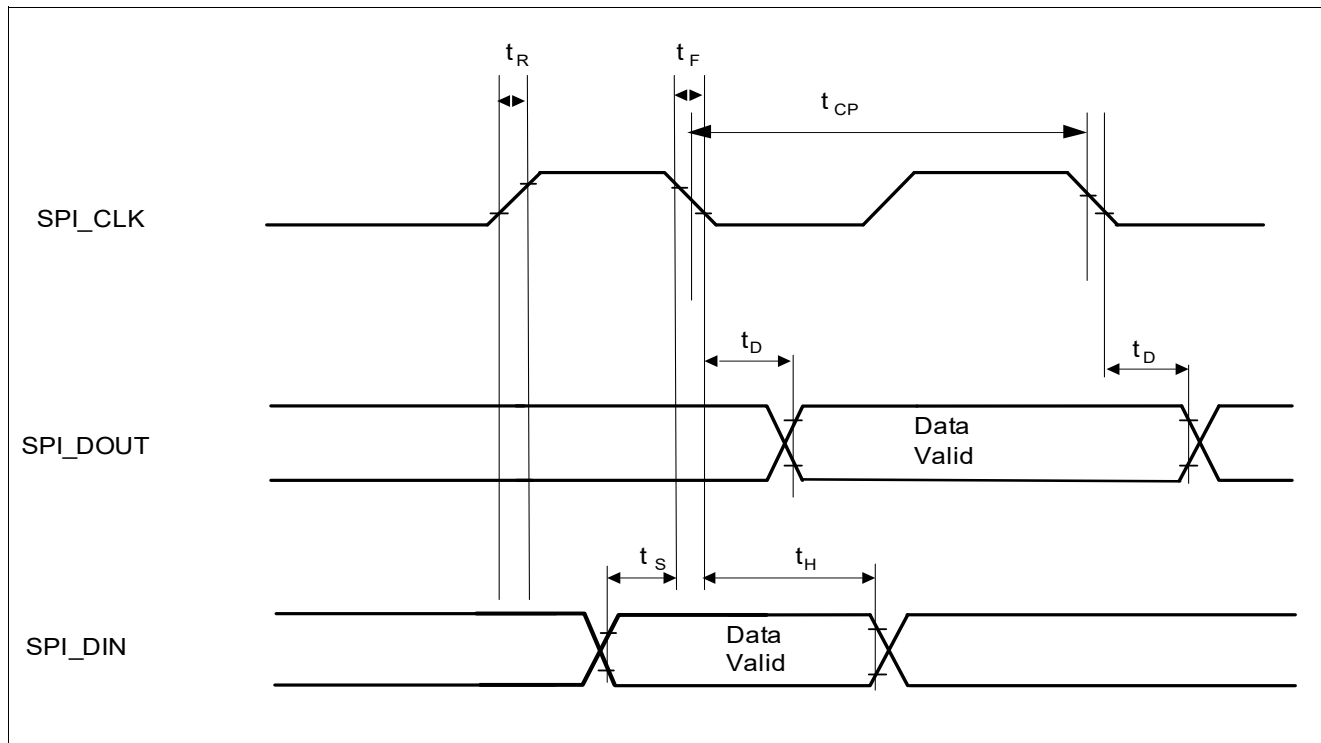 t R
t F
t CP
SPI_CLK
t D
t D
SPI_DOUT
Data
Valid
t S
t H
SPI_DIN
Data
Valid